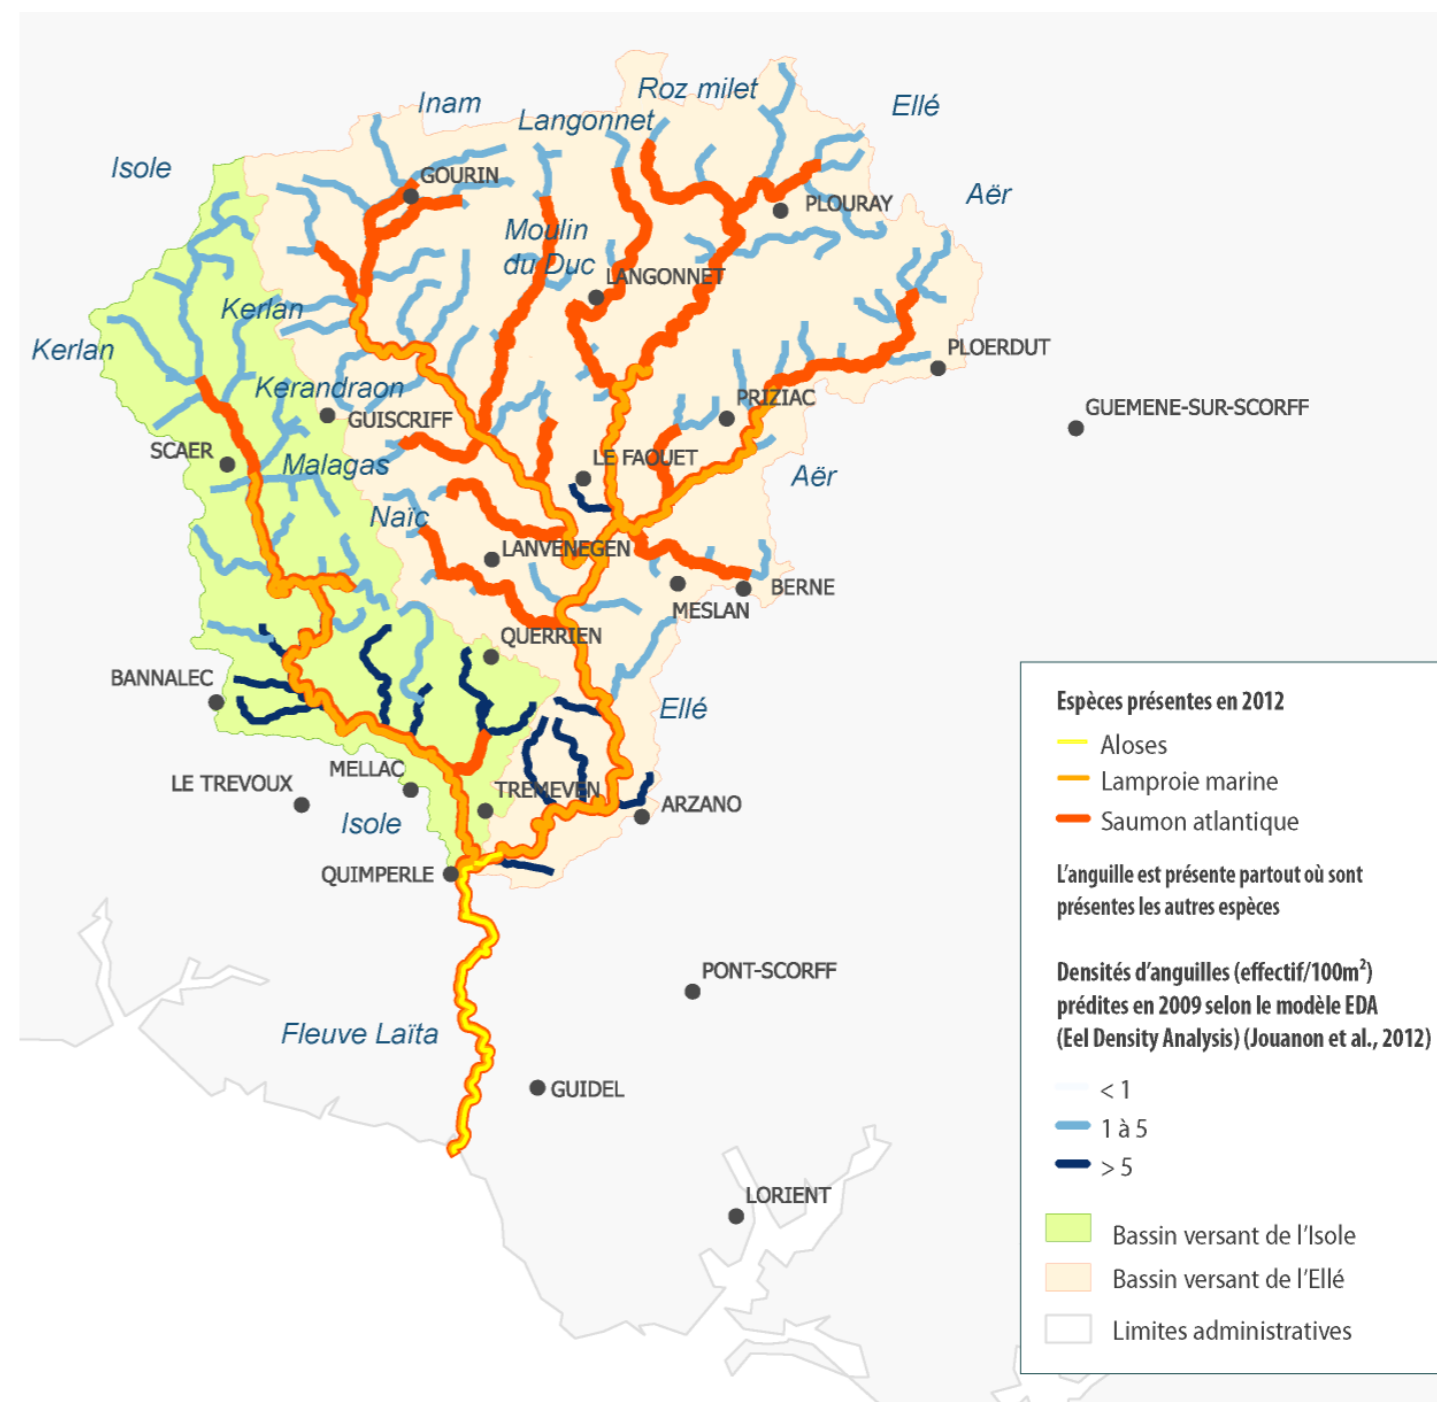 Roz milet
Inam
Ellé
Langonnet
Isole
GOURIN
Aër
PLOURAY
Moulin
du Duc
LANGONNET
Kerlan
Kerlan
PLOERDUT
Kerandraon
PRIZIAC
GUEMENE-SUR-SCORFF
GUISCRIFF
SCAER
LE FAOUET
Malagas
Aër
Naïc
LANVENEGEN
BERNE
MESLAN
QUERRIEN
BANNALEC
Ellé
MELLAC
LE TREVOUX
TREMEVEN
ARZANO
Isole
QUIMPERLE
PONT-SCORFF
Fleuve Laïta
GUIDEL
LORIENT
Espèces présentes en 2012
Aloses
Lamproie marine
Saumon atlantique
L'anguille est présente partout où sont
présentes les autres espèces
Densités d'anguilles (effectif/100m²)
prédites en 2009 selon le modèle EDA
(Eel Density Analysis) (Jouanon et al., 2012)
< 1
1 à 5
> 5
Bassin versant de l'Isole
Bassin versant de l'Ellé
Limites administratives